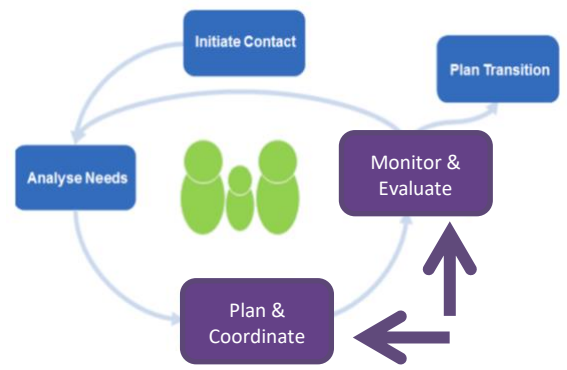 Initiate Contact
Plan Transition
Analyse Needs
Monitor &
Evaluate
Plan &
Coordinate